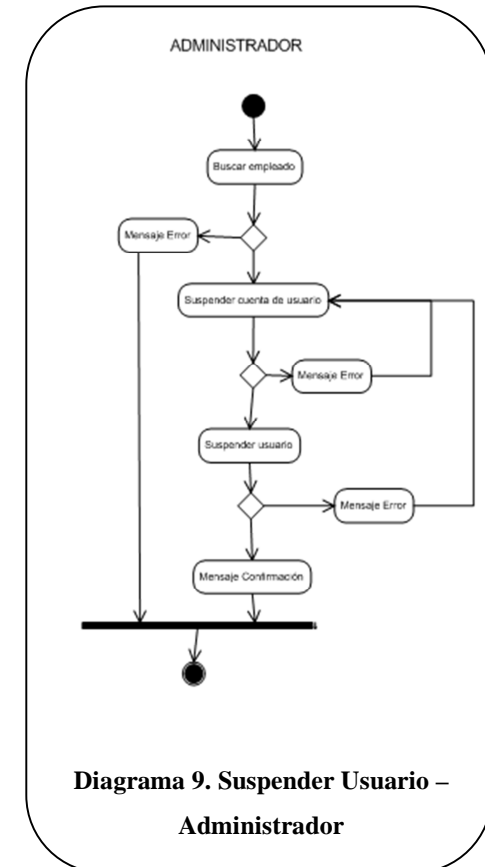 ADMINISTRADOR
Buscar empleado
Mensaje Error
Suspender cuenta de usuario
Mensaje Error
Suspender usuario
Mensaje Error
Mensaje Confirmación
Diagrama 9. Suspender Usuario –
Administrador